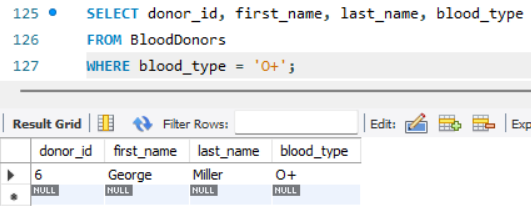 125 SELECT donor_id, first_name, last_name, blood_type
126 FROM BloodDonors
127 WHERE blood_type = 'O+';
Result Grid Filter Rows: Edit: Exp
donor_id first_name last_name blood_type
6 George Miller O+
NULL NULL NULL NULL